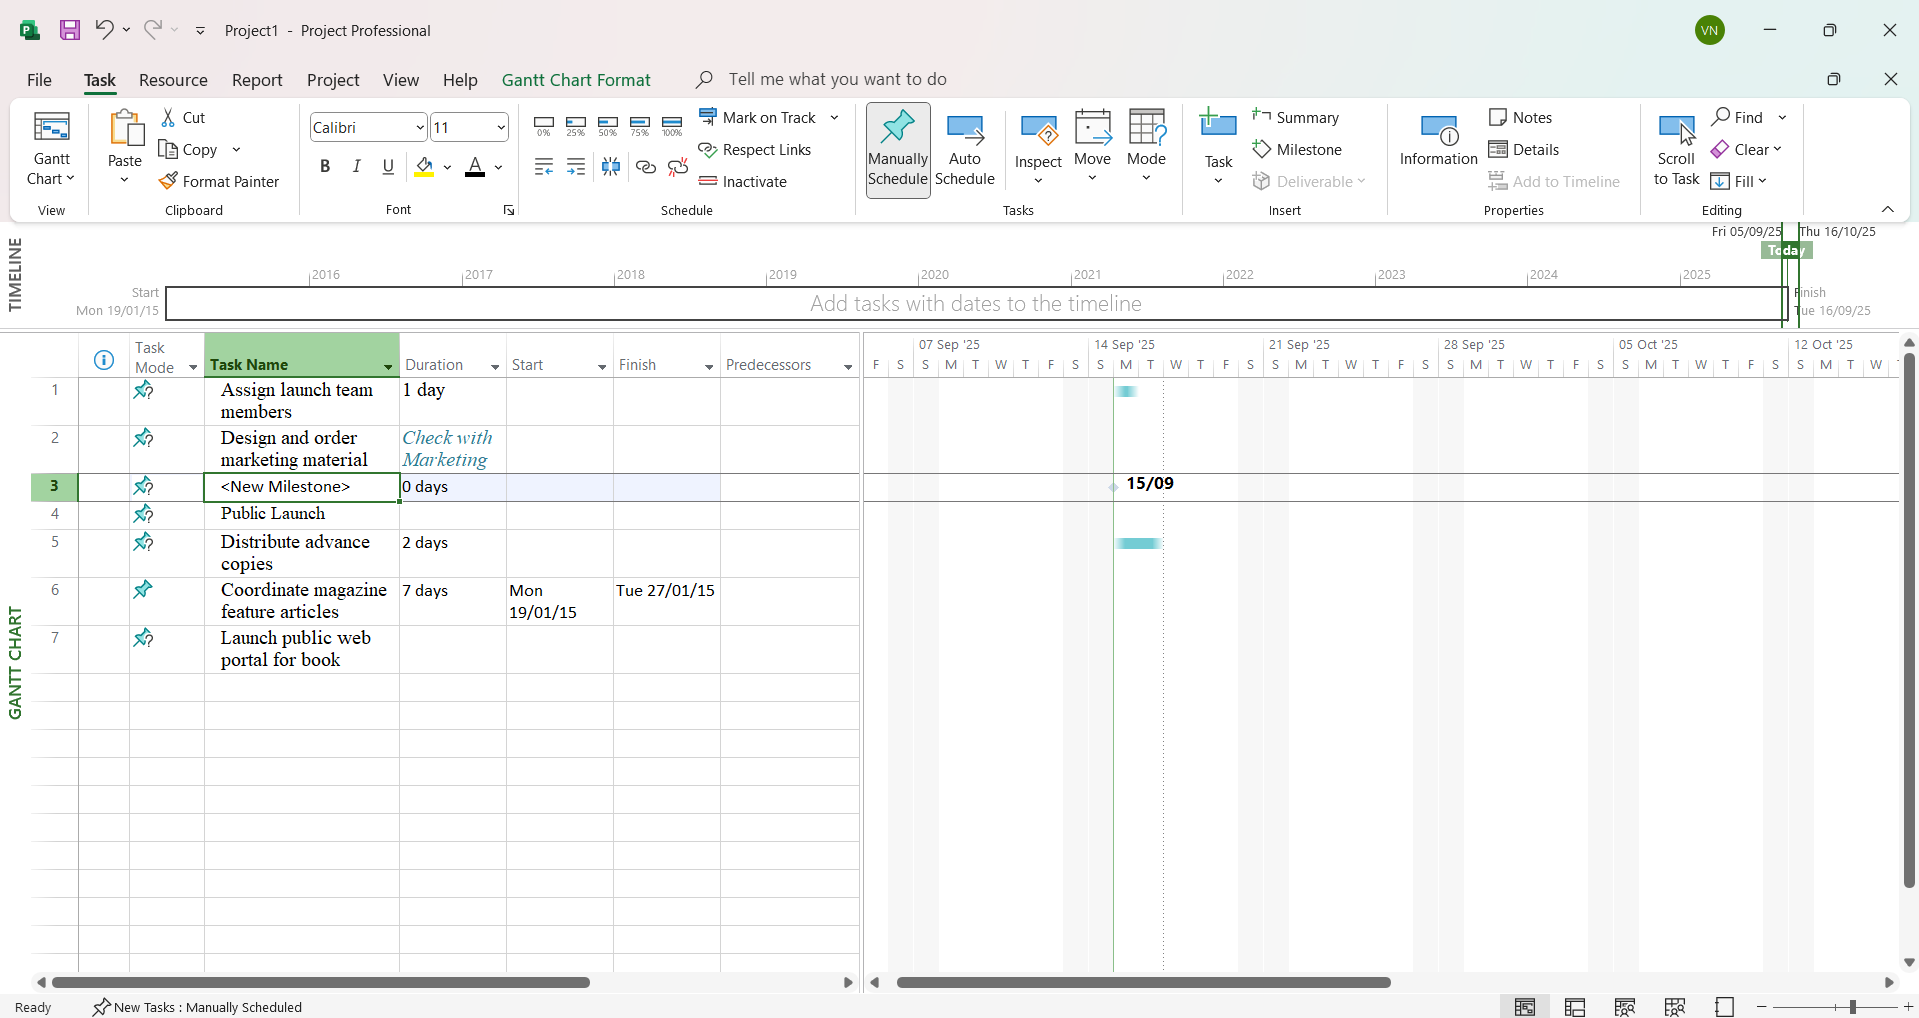 Project1 - Project Professional
VN
File Task Resource Report Project View Help Gantt Chart Format Tell me what you want to do
Gantt Chart
View
Paste
Cut
Copy
Format Painter
Clipboard
Calibri 11
B I U A
Font
0% 25% 50% 75% 100%
Mark on Track
Respect Links
Inactivate
Schedule
Manually Schedule
Auto Schedule
Inspect
Move
Mode
Tasks
Task
Summary
Milestone
Deliverable
Insert
Information
Notes
Details
Add to Timeline
Properties
Scroll to Task
Find
Clear
Fill
Editing
TIMELINE
Fri 05/09/25 Thu 16/10/25
Today
2016 2017 2018 2019 2020 2021 2022 2023 2024 2025
Start
Mon 19/01/15
Add tasks with dates to the timeline
Finish
Tue 16/09/25
GANTT CHART
Task Mode Task Name Duration Start Finish Predecessors
07 Sep '25 14 Sep '25 21 Sep '25 28 Sep '25 05 Oct '25 12 Oct '25
F S S M T W T F S S M T W T F S S M T W T F S S M T W T F S S M T W T F S S M T W
1 Assign launch team 1 day
members
2 Design and order Check with
marketing material Marketing
3 <New Milestone> 0 days 15/09
4 Public Launch
5 Distribute advance 2 days
copies
6 Coordinate magazine 7 days Mon Tue 27/01/15
feature articles 19/01/15
7 Launch public web
portal for book
Ready New Tasks : Manually Scheduled